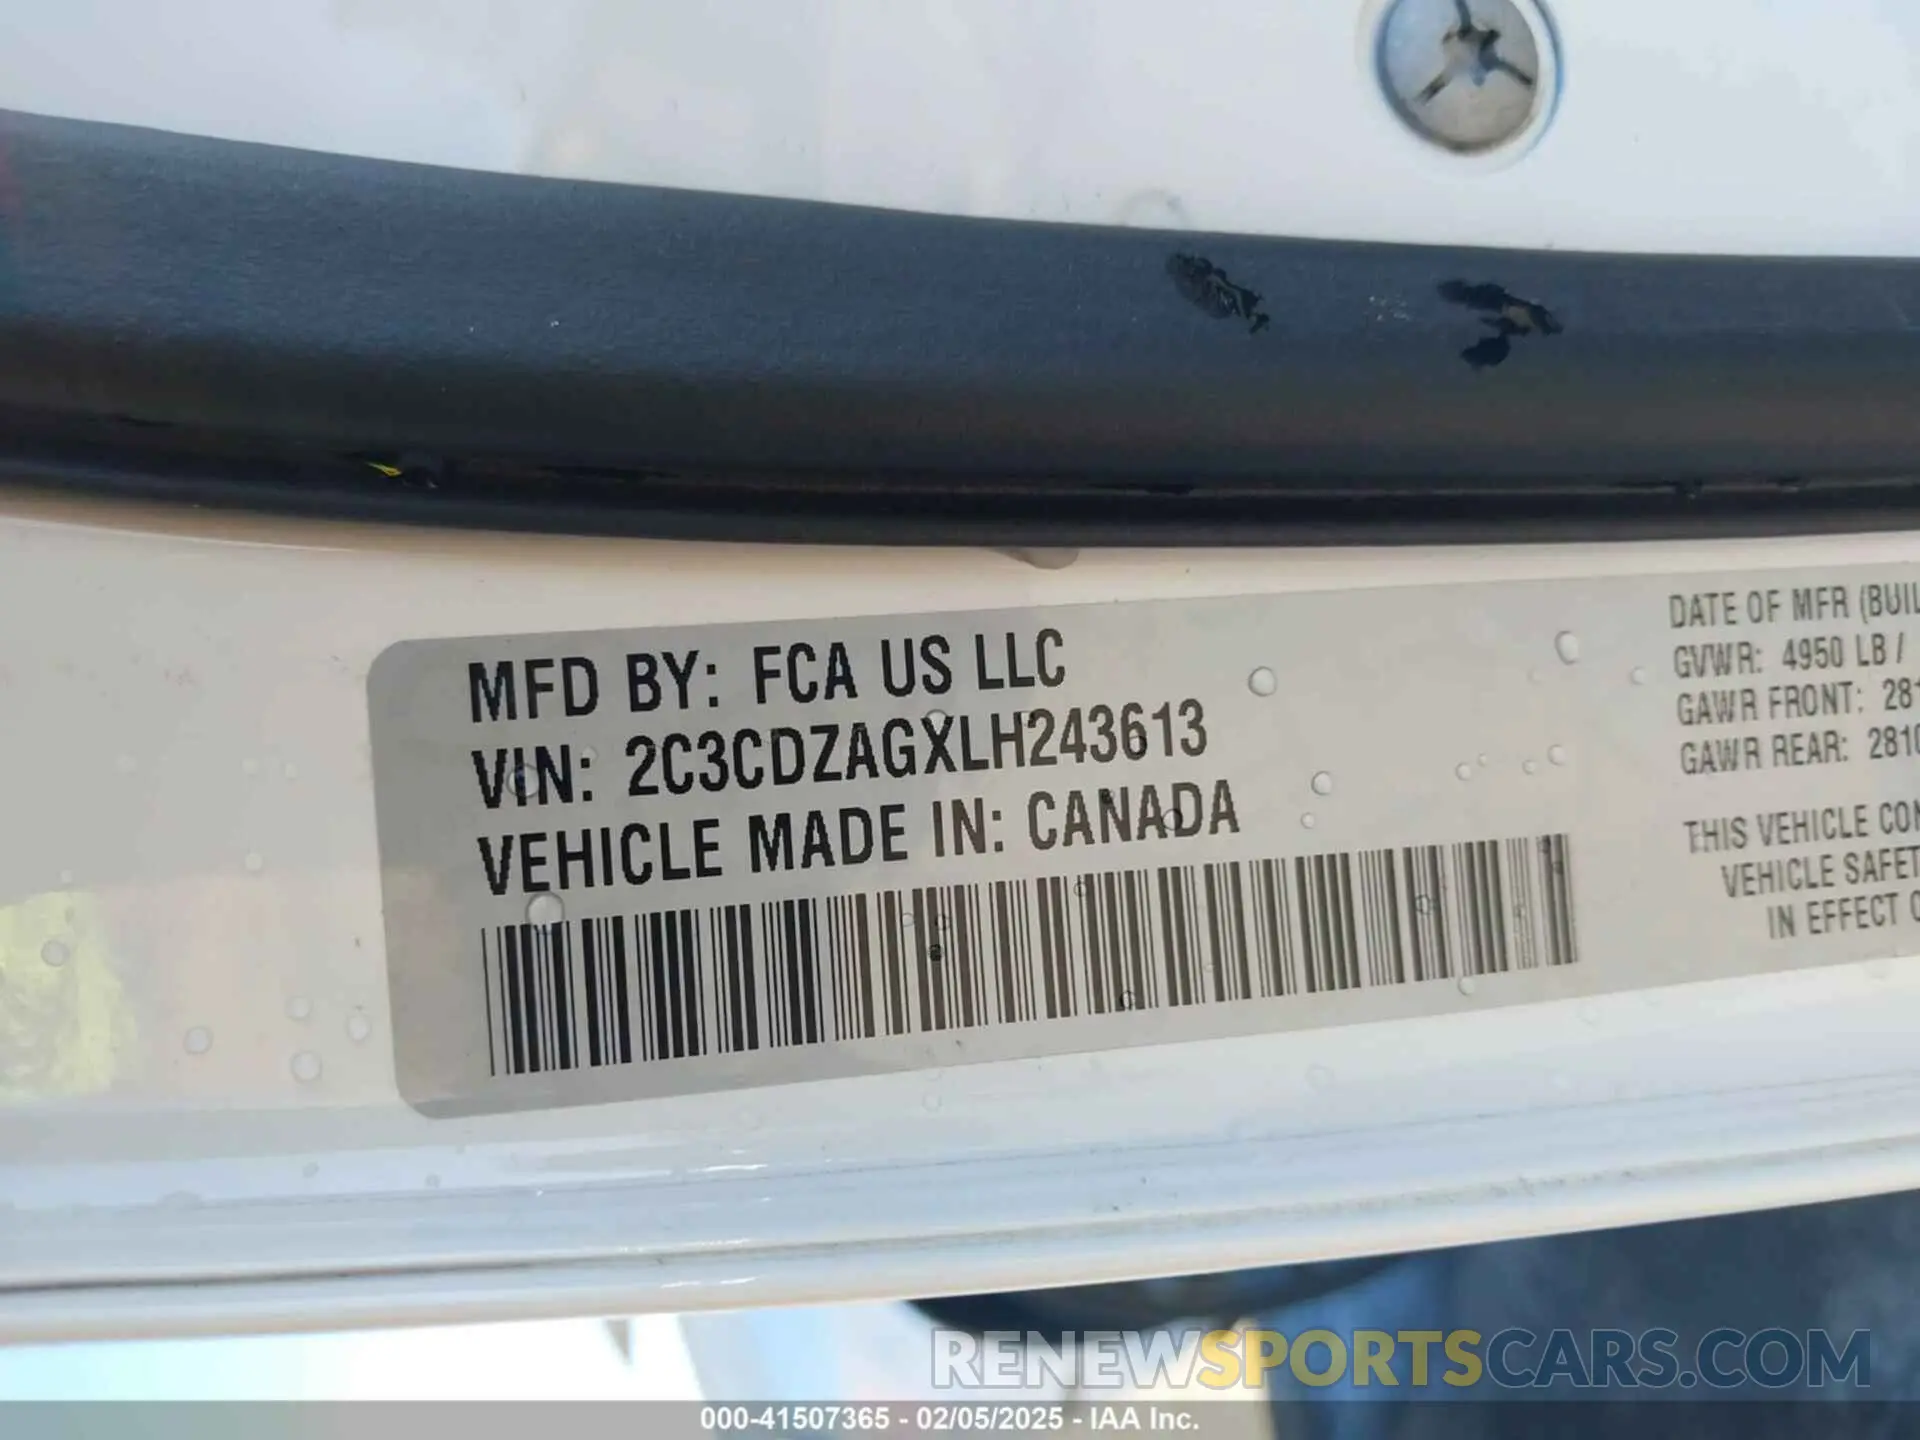 MFD BY: FCA US LLC
VIN: 2C3CDZAGXLH243613
VEHICLE MADE IN: CANADA
DATE OF MFR (BUIL
GVWR: 4950 LB /
GAWR FRONT: 281
GAWR REAR: 2810
THIS VEHICLE CON
VEHICLE SAFET
IN EFFECT O
RENEWSPORTSCARS.COM
000-41507365 - 02/05/2025 - IAA Inc.